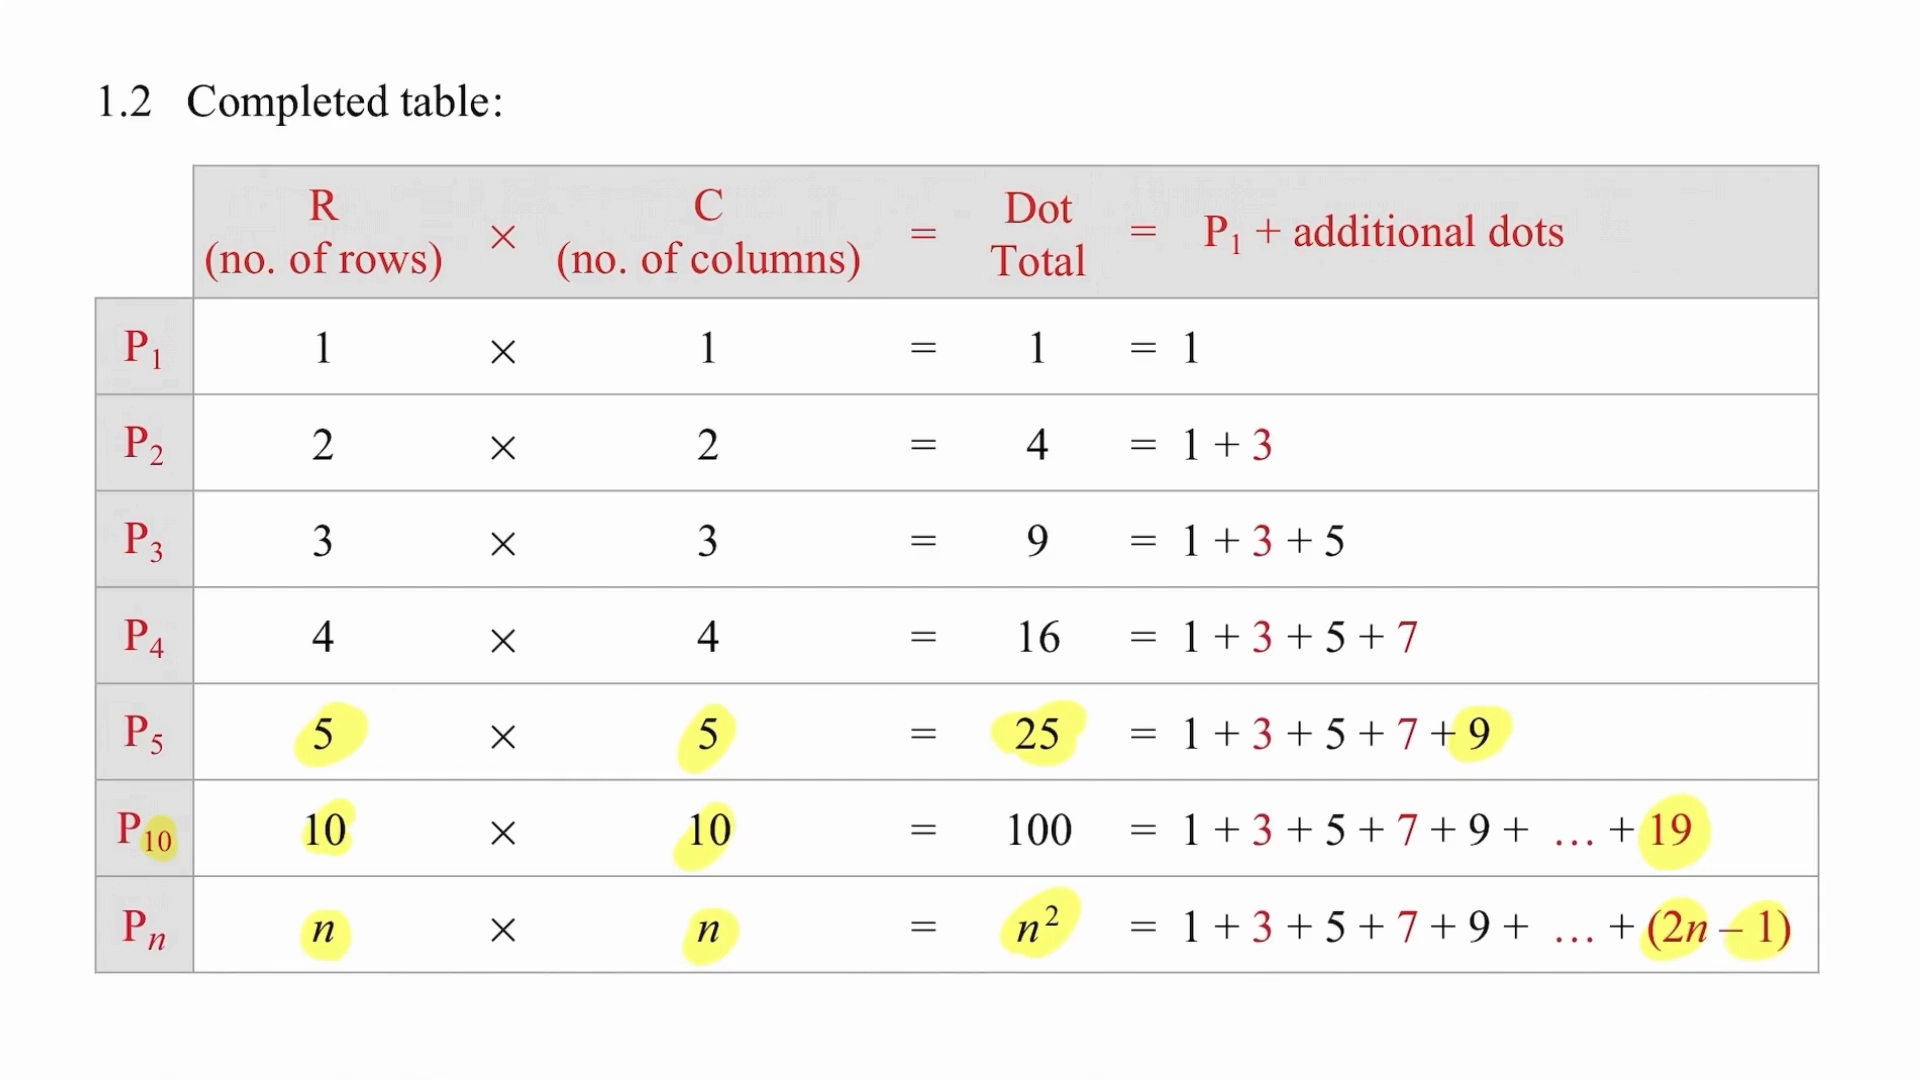 1.2 Completed table:
R (no. of rows) × C (no. of columns) = Dot Total = P₁ + additional dots
P₁ 1 × 1 = 1 = 1
P₂ 2 × 2 = 4 = 1 + 3
P₃ 3 × 3 = 9 = 1 + 3 + 5
P₄ 4 × 4 = 16 = 1 + 3 + 5 + 7
P₅ 5 × 5 = 25 = 1 + 3 + 5 + 7 + 9
P₁₀ 10 × 10 = 100 = 1 + 3 + 5 + 7 + 9 + … + 19
Pₙ n × n = n² = 1 + 3 + 5 + 7 + 9 + … + (2n – 1)